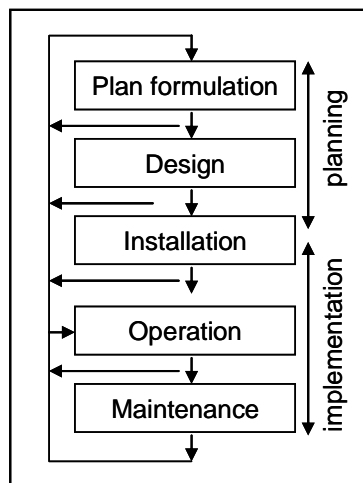 Plan formulation
Design
Installation
Operation
Maintenance
planning
implementation